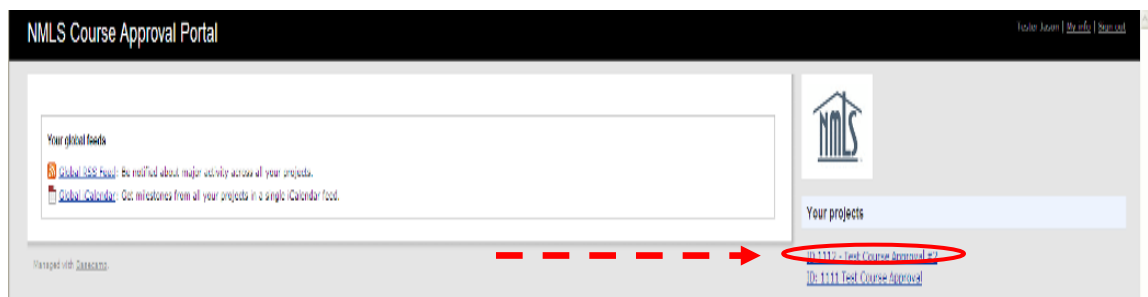 NMLS Course Approval Portal
Tester Jason | My info | Sign out
Your global feeds
Global RSS Feed: Be notified about major activity across all your projects.
Global iCalendar: Get milestones from all your projects in a single iCalendar feed.
NMLS
Your projects
ID 1112 - Test Course Approval #2
ID: 1111 Test Course Approval
Managed with Basecamp